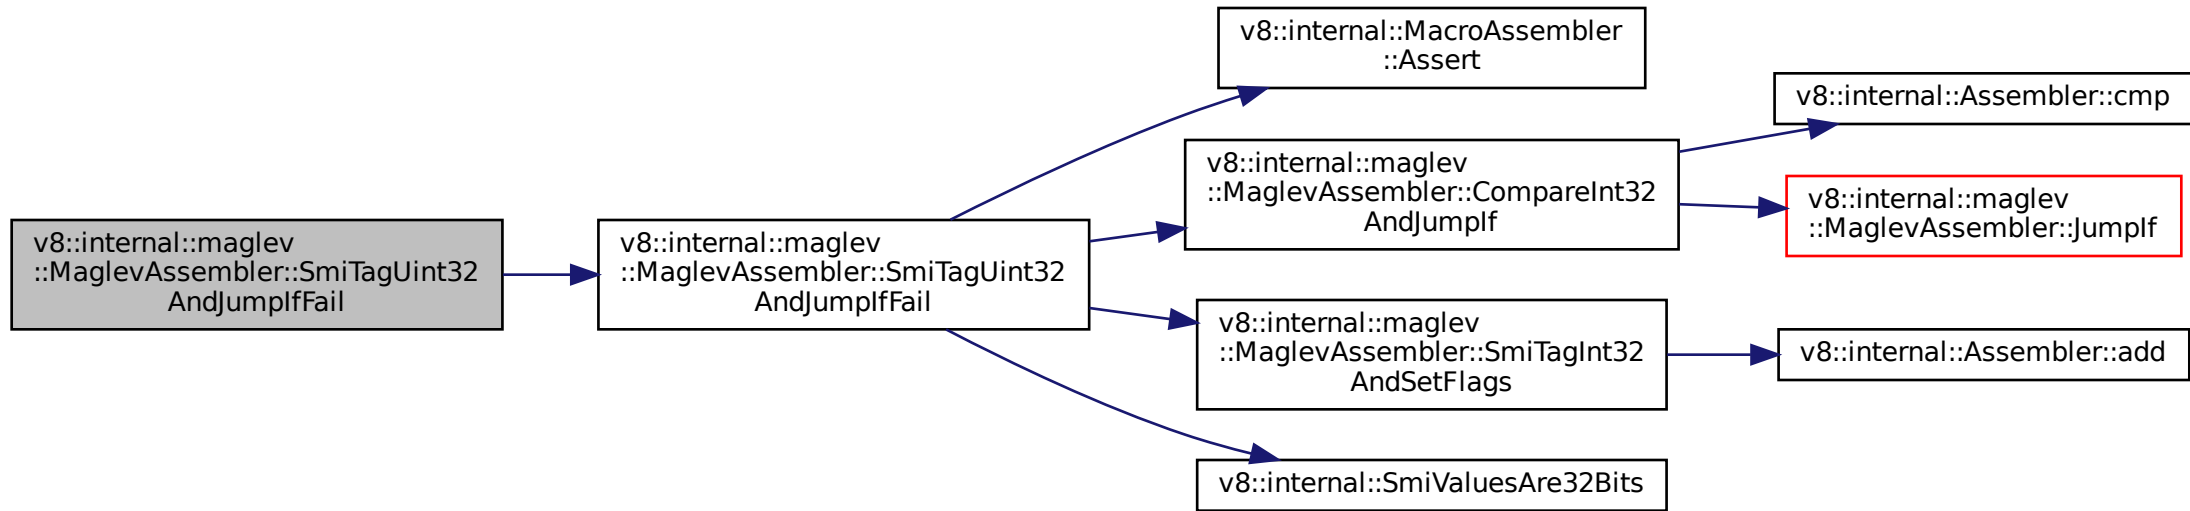 v8::internal::maglev
::MaglevAssembler::SmiTagUint32
AndJumpIfFail
v8::internal::maglev
::MaglevAssembler::SmiTagUint32
AndJumpIfFail
v8::internal::MacroAssembler
::Assert
v8::internal::maglev
::MaglevAssembler::CompareInt32
AndJumpIf
v8::internal::Assembler::cmp
v8::internal::maglev
::MaglevAssembler::JumpIf
v8::internal::maglev
::MaglevAssembler::SmiTagInt32
AndSetFlags
v8::internal::Assembler::add
v8::internal::SmiValuesAre32Bits